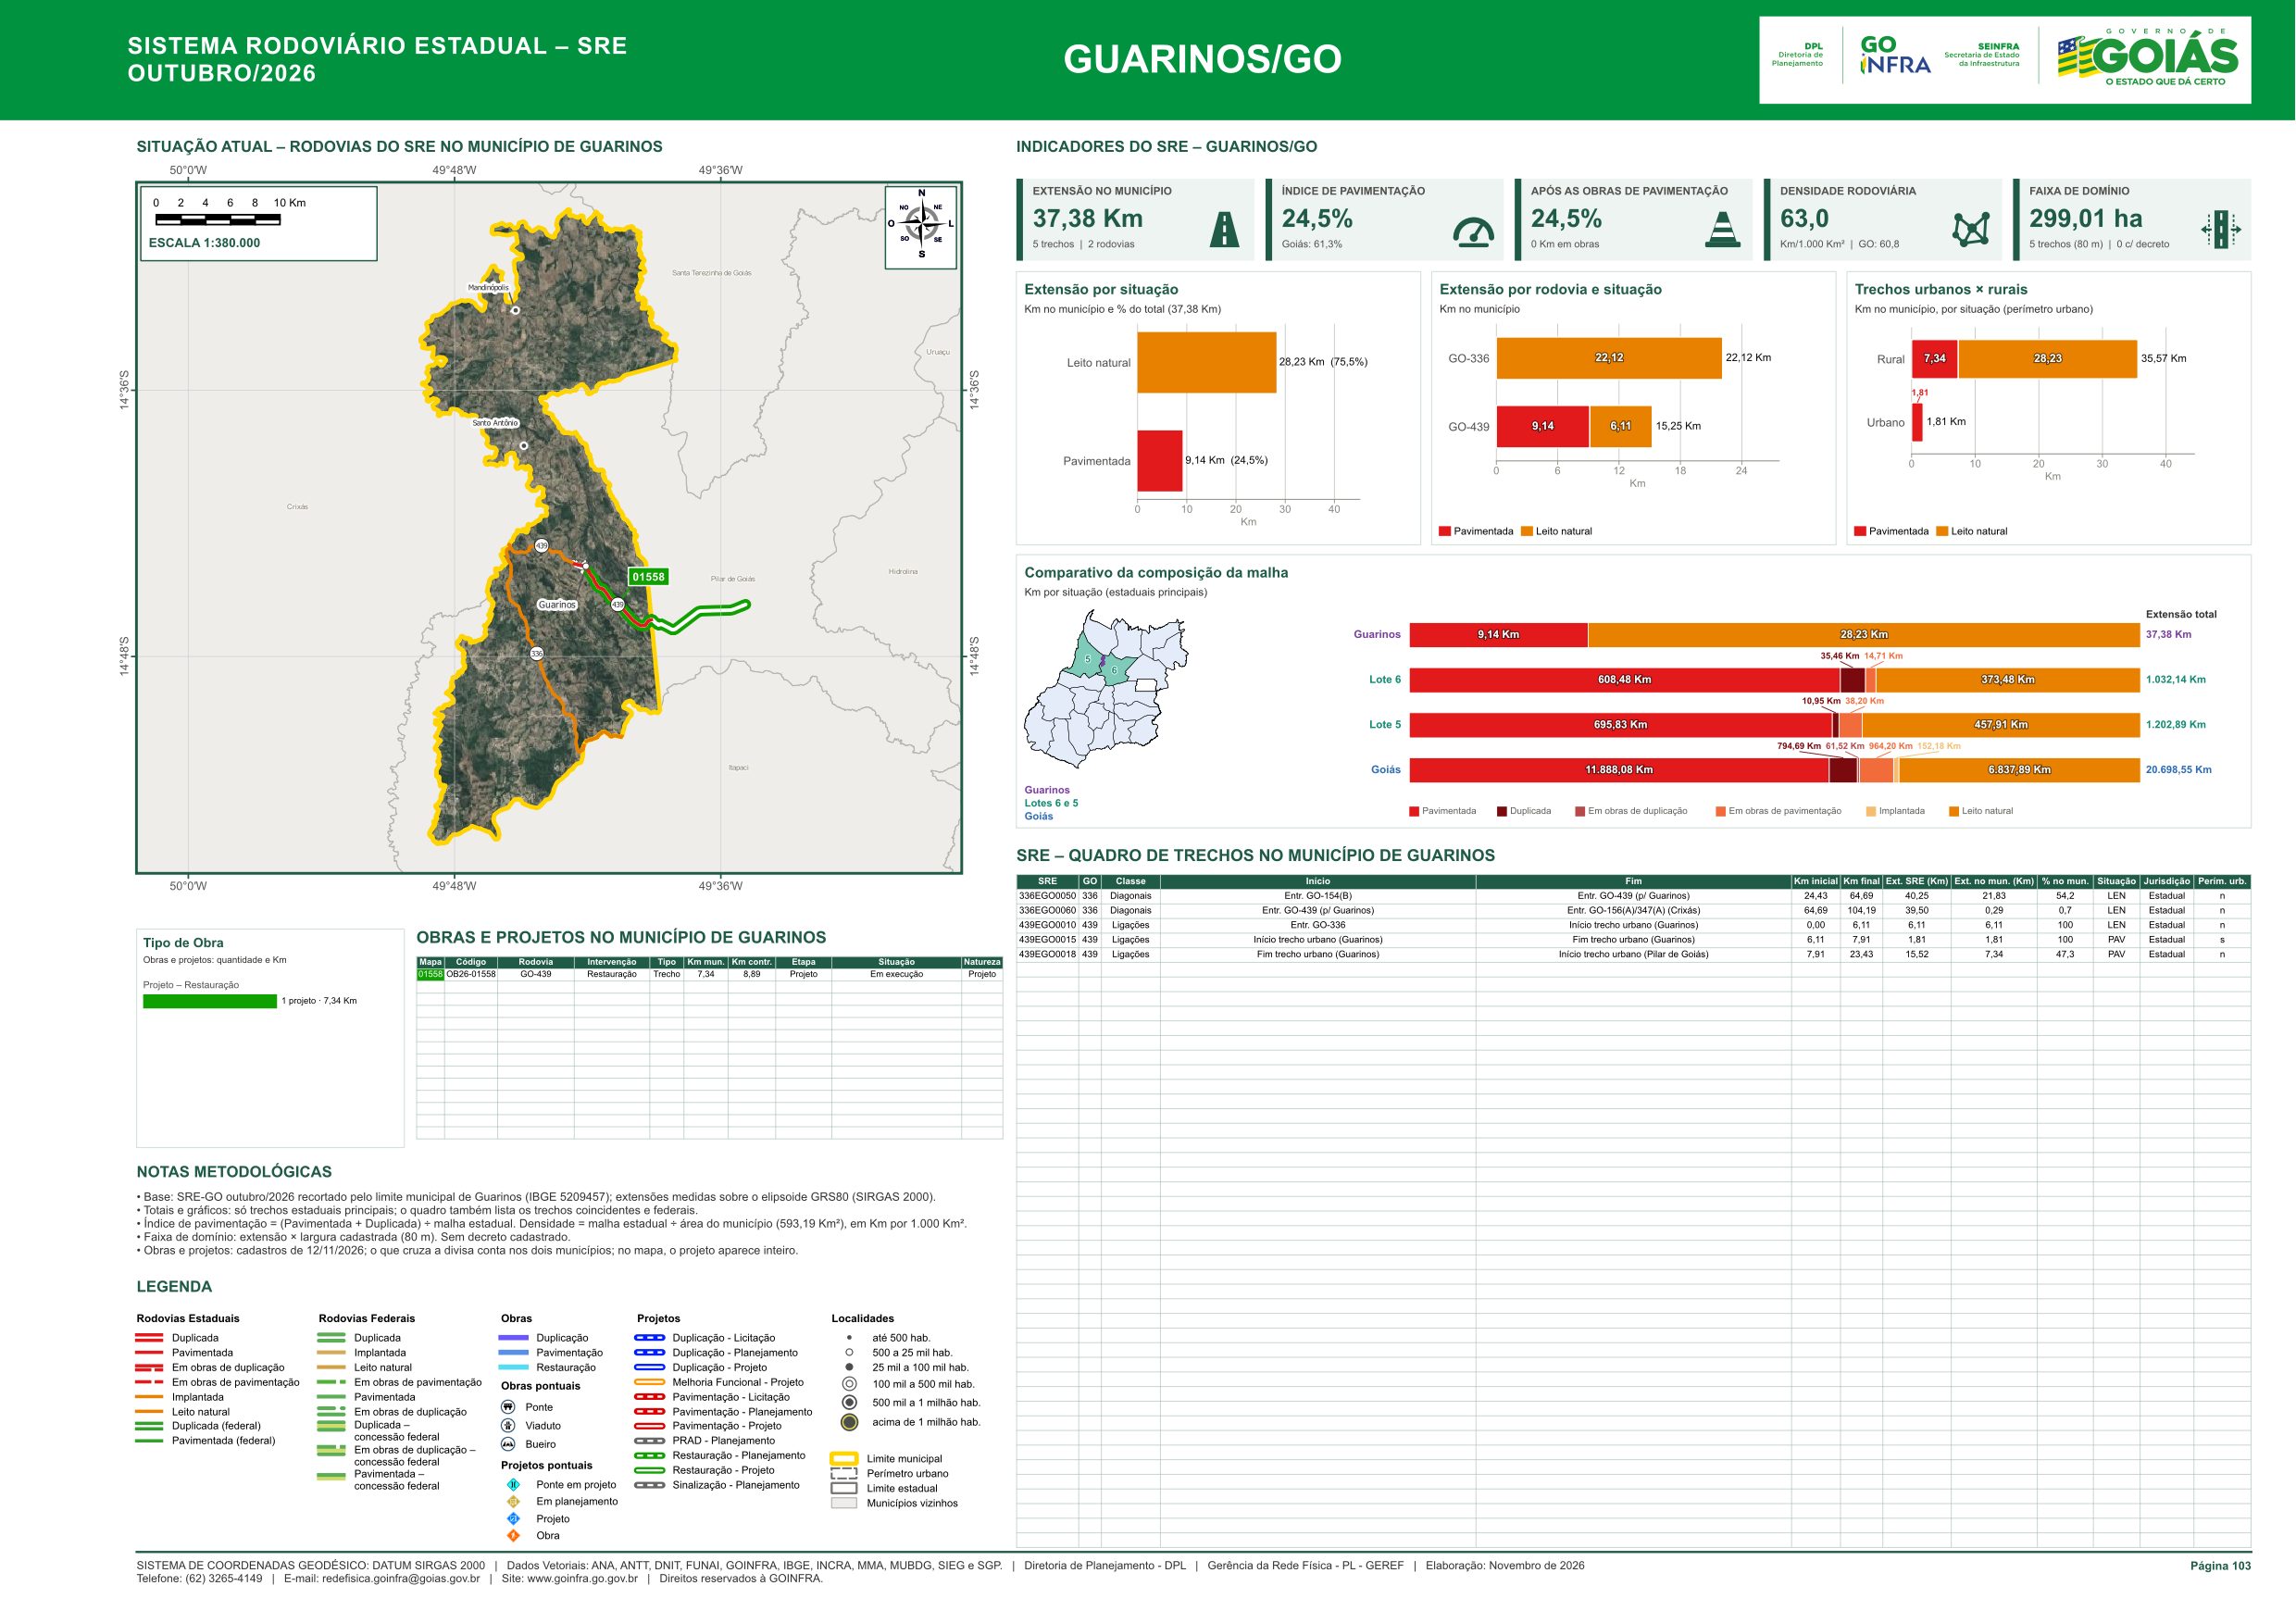 SISTEMA RODOVIÁRIO ESTADUAL – SRE
OUTUBRO/2026
GUARINOS/GO
DPL
Diretoria de
Planejamento
GO
iNFRA
SEINFRA
Secretaria de Estado
da Infraestrutura
GOVERNO DE
GOIÁS
O ESTADO QUE DÁ CERTO
SITUAÇÃO ATUAL – RODOVIAS DO SRE NO MUNICÍPIO DE GUARINOS
50°0'W 49°48'W 49°36'W
0 2 4 6 8 10 Km
ESCALA 1:380.000
N
NO NE
O L
SO SE
S
Santa Terezinha de Goiás
Mandinópolis
Uruaçu
14°36'S 14°36'S
Santo Antônio
Crixás
439
01558
Pilar de Goiás
Hidrolina
Guarinos
439
336
14°48'S 14°48'S
Itapaci
50°0'W 49°48'W 49°36'W
INDICADORES DO SRE – GUARINOS/GO
EXTENSÃO NO MUNICÍPIO
37,38 Km
5 trechos | 2 rodovias
ÍNDICE DE PAVIMENTAÇÃO
24,5%
Goiás: 61,3%
APÓS AS OBRAS DE PAVIMENTAÇÃO
24,5%
0 Km em obras
DENSIDADE RODOVIÁRIA
63,0
Km/1.000 Km² | GO: 60,8
FAIXA DE DOMÍNIO
299,01 ha
5 trechos (80 m) | 0 c/ decreto
Extensão por situação
Km no município e % do total (37,38 Km)
Leito natural 28,23 Km (75,5%)
Pavimentada 9,14 Km (24,5%)
0 10 20 30 40
Km
Extensão por rodovia e situação
Km no município
GO-336 22,12 22,12 Km
GO-439 9,14 6,11 15,25 Km
0 6 12 18 24
Km
Pavimentada Leito natural
Trechos urbanos × rurais
Km no município, por situação (perímetro urbano)
Rural 7,34 28,23 35,57 Km
1,81
Urbano 1,81 Km
0 10 20 30 40
Km
Pavimentada Leito natural
Comparativo da composição da malha
Km por situação (estaduais principais)
5
6
Guarinos
Lotes 6 e 5
Goiás
Extensão total
Guarinos 9,14 Km 28,23 Km 37,38 Km
35,46 Km 14,71 Km
Lote 6 608,48 Km 373,48 Km 1.032,14 Km
10,95 Km 38,20 Km
Lote 5 695,83 Km 457,91 Km 1.202,89 Km
794,69 Km 61,52 Km 964,20 Km 152,18 Km
Goiás 11.888,08 Km 6.837,89 Km 20.698,55 Km
Pavimentada Duplicada Em obras de duplicação Em obras de pavimentação Implantada Leito natural
SRE – QUADRO DE TRECHOS NO MUNICÍPIO DE GUARINOS
SRE GO Classe Início Fim Km inicial Km final Ext. SRE (Km) Ext. no mun. (Km) % no mun. Situação Jurisdição Perím. urb.
336EGO0050 336 Diagonais Entr. GO-154(B) Entr. GO-439 (p/ Guarinos) 24,43 64,69 40,25 21,83 54,2 LEN Estadual n
336EGO0060 336 Diagonais Entr. GO-439 (p/ Guarinos) Entr. GO-156(A)/347(A) (Crixás) 64,69 104,19 39,50 0,29 0,7 LEN Estadual n
439EGO0010 439 Ligações Entr. GO-336 Início trecho urbano (Guarinos) 0,00 6,11 6,11 6,11 100 LEN Estadual n
439EGO0015 439 Ligações Início trecho urbano (Guarinos) Fim trecho urbano (Guarinos) 6,11 7,91 1,81 1,81 100 PAV Estadual s
439EGO0018 439 Ligações Fim trecho urbano (Guarinos) Início trecho urbano (Pilar de Goiás) 7,91 23,43 15,52 7,34 47,3 PAV Estadual n
Tipo de Obra
Obras e projetos: quantidade e Km
Projeto – Restauração
1 projeto · 7,34 Km
OBRAS E PROJETOS NO MUNICÍPIO DE GUARINOS
Mapa Código Rodovia Intervenção Tipo Km mun. Km contr. Etapa Situação Natureza
01558 OB26-01558 GO-439 Restauração Trecho 7,34 8,89 Projeto Em execução Projeto
NOTAS METODOLÓGICAS
• Base: SRE-GO outubro/2026 recortado pelo limite municipal de Guarinos (IBGE 5209457); extensões medidas sobre o elipsoide GRS80 (SIRGAS 2000).
• Totais e gráficos: só trechos estaduais principais; o quadro também lista os trechos coincidentes e federais.
• Índice de pavimentação = (Pavimentada + Duplicada) ÷ malha estadual. Densidade = malha estadual ÷ área do município (593,19 Km²), em Km por 1.000 Km².
• Faixa de domínio: extensão × largura cadastrada (80 m). Sem decreto cadastrado.
• Obras e projetos: cadastros de 12/11/2026; o que cruza a divisa conta nos dois municípios; no mapa, o projeto aparece inteiro.
LEGENDA
Rodovias Estaduais
Duplicada
Pavimentada
Em obras de duplicação
Em obras de pavimentação
Implantada
Leito natural
Duplicada (federal)
Pavimentada (federal)
Rodovias Federais
Duplicada
Implantada
Leito natural
Em obras de pavimentação
Pavimentada
Em obras de duplicação
Duplicada –
concessão federal
Em obras de duplicação –
concessão federal
Pavimentada –
concessão federal
Obras
Duplicação
Pavimentação
Restauração
Obras pontuais
Ponte
Viaduto
Bueiro
Projetos pontuais
Ponte em projeto
Em planejamento
Projeto
Obra
Projetos
Duplicação - Licitação
Duplicação - Planejamento
Duplicação - Projeto
Melhoria Funcional - Projeto
Pavimentação - Licitação
Pavimentação - Planejamento
Pavimentação - Projeto
PRAD - Planejamento
Restauração - Planejamento
Restauração - Projeto
Sinalização - Planejamento
Localidades
até 500 hab.
500 a 25 mil hab.
25 mil a 100 mil hab.
100 mil a 500 mil hab.
500 mil a 1 milhão hab.
acima de 1 milhão hab.
Limite municipal
Perímetro urbano
Limite estadual
Municípios vizinhos
SISTEMA DE COORDENADAS GEODÉSICO: DATUM SIRGAS 2000 | Dados Vetoriais: ANA, ANTT, DNIT, FUNAI, GOINFRA, IBGE, INCRA, MMA, MUBDG, SIEG e SGP. | Diretoria de Planejamento - DPL | Gerência da Rede Física - PL - GEREF | Elaboração: Novembro de 2026
Telefone: (62) 3265-4149 | E-mail: redefisica.goinfra@goias.gov.br | Site: www.goinfra.go.gov.br | Direitos reservados à GOINFRA.
Página 103